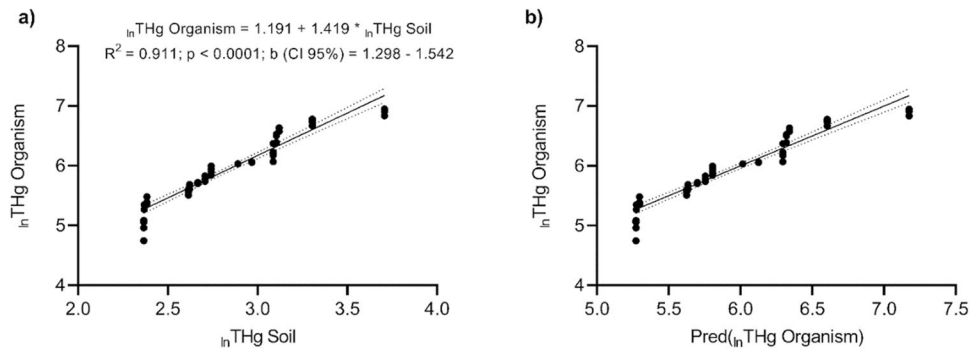 a)
lnTHg Organism = 1.191 + 1.419 * lnTHg Soil
R² = 0.911; p < 0.0001; b (CI 95%) = 1.298 - 1.542
lnTHg Organism
8
7
6
5
4
2.0 2.5 3.0 3.5 4.0
lnTHg Soil
b)
lnTHg Organism
8
7
6
5
4
5.0 5.5 6.0 6.5 7.0 7.5
Pred(lnTHg Organism)